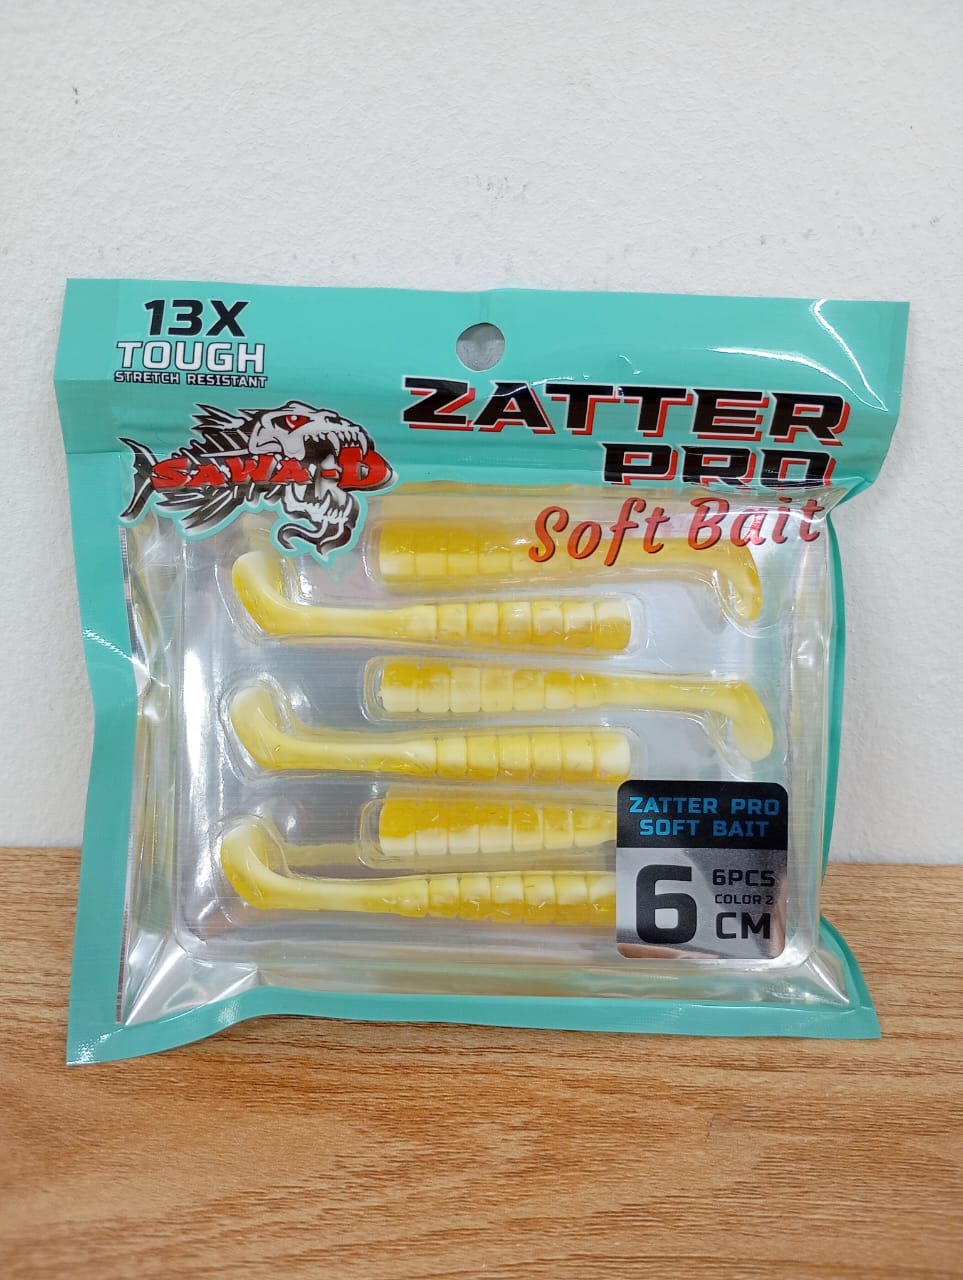 13X
TOUGH
STRETCH RESISTANT
SAWA-D
ZATTER
PRO
Soft Bait
ZATTER PRO
SOFT BAIT
6PCS
COLOR 2
6 CM